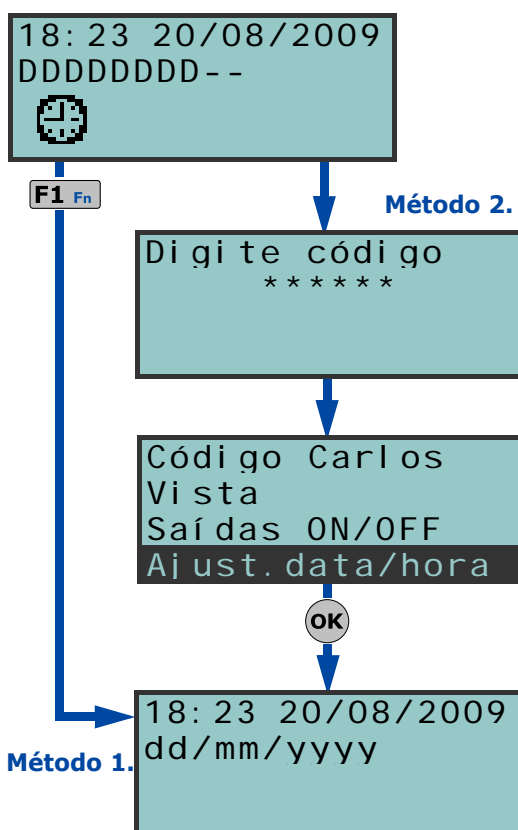 18:23 20/08/2009
DDDDDDDD--
F1 Fn
Método 2.
Digite código
******
Código Carlos
Vista
Saídas ON/OFF
Ajust.data/hora
OK
18:23 20/08/2009
dd/mm/yyyy
Método 1.